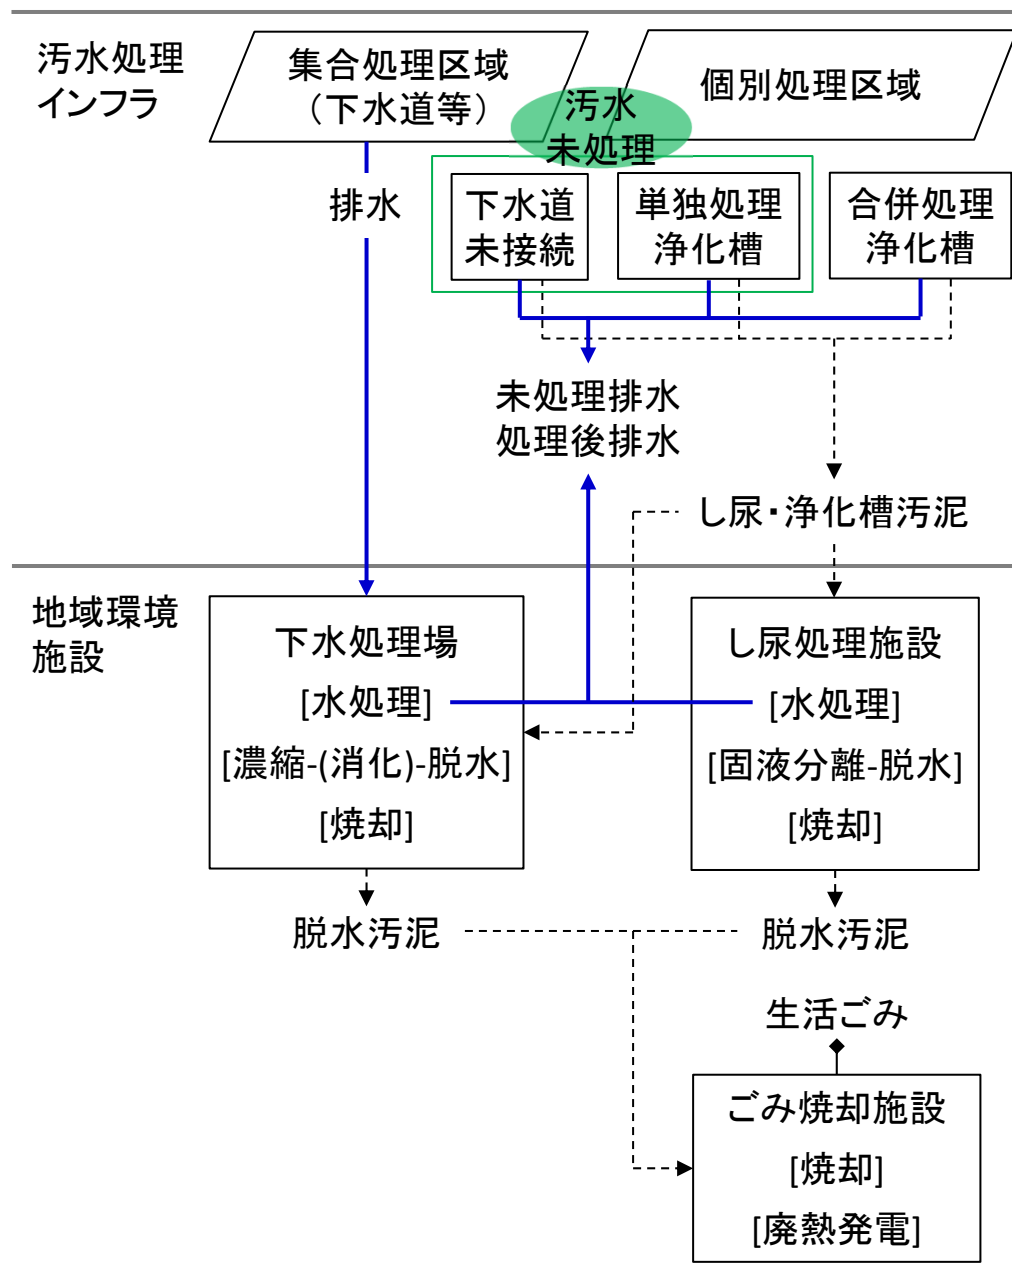 汚水処理
インフラ
集合処理区域
（下水道等）
個別処理区域
汚水
未処理
排水
下水道
未接続
単独処理
浄化槽
合併処理
浄化槽
未処理排水
処理後排水
し尿・浄化槽汚泥
地域環境
施設
下水処理場
[水処理]
[濃縮-(消化)-脱水]
[焼却]
し尿処理施設
[水処理]
[固液分離-脱水]
[焼却]
脱水汚泥
脱水汚泥
生活ごみ
ごみ焼却施設
[焼却]
[廃熱発電]